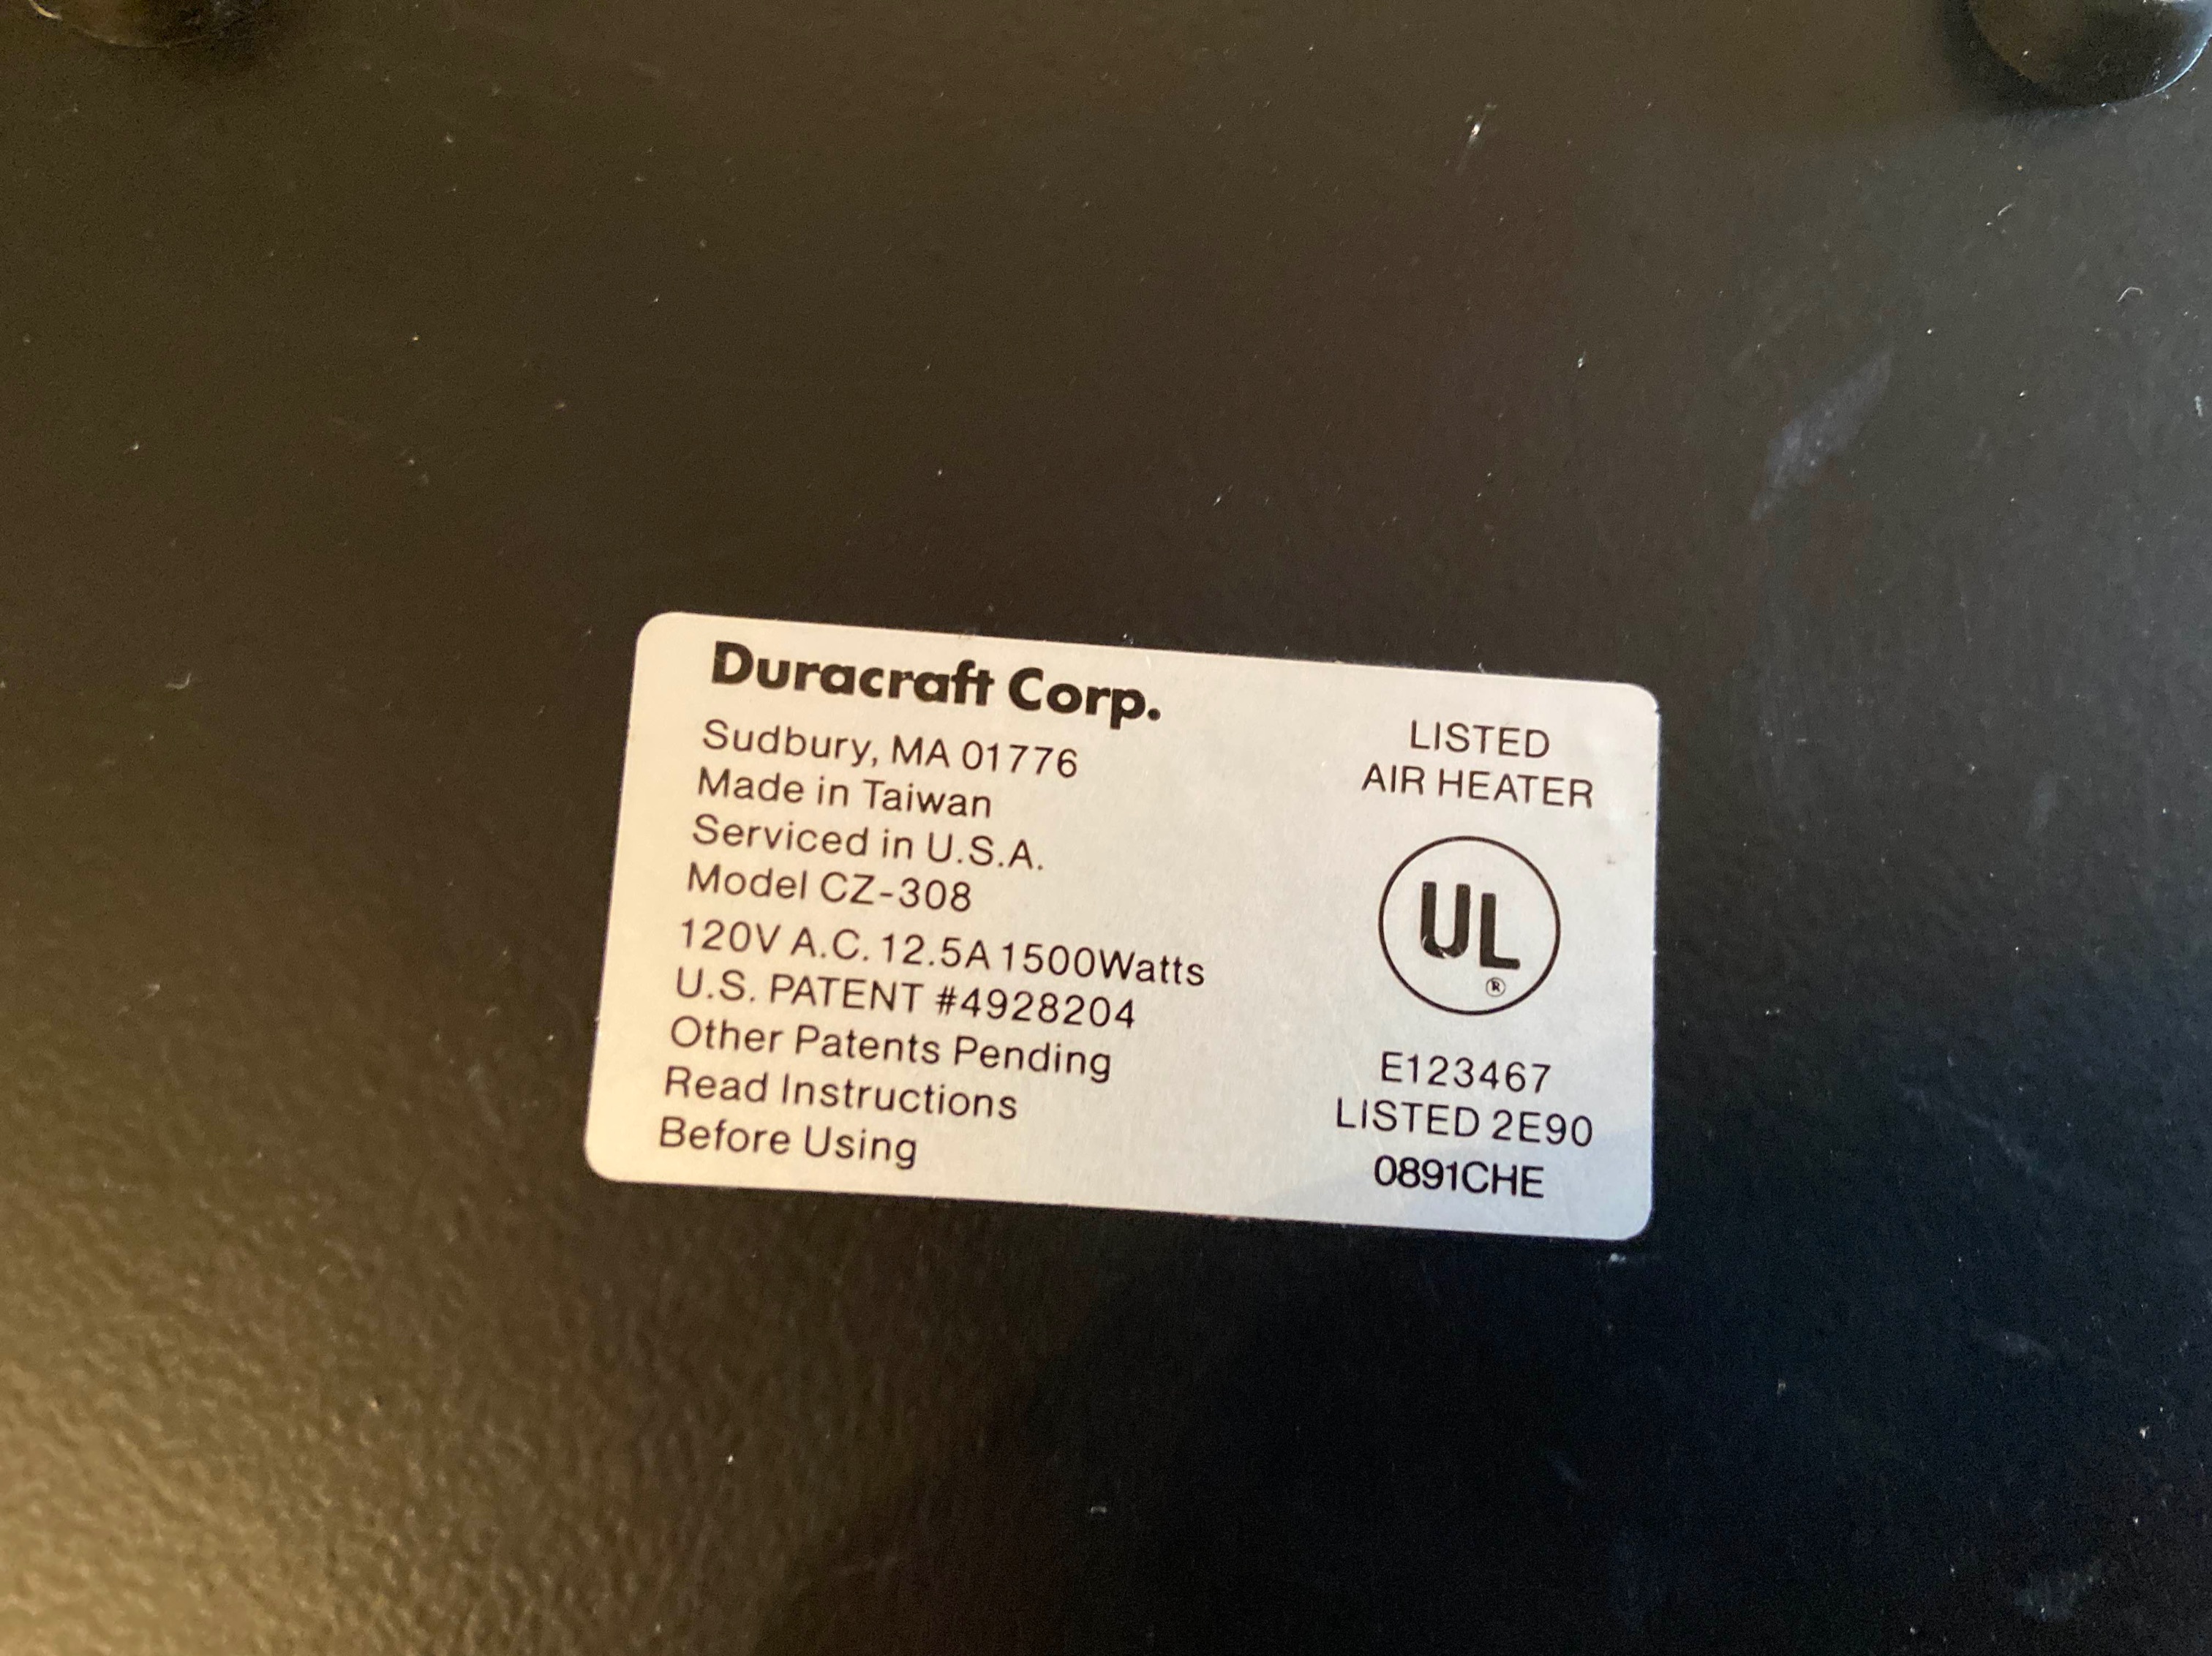 Duracraft Corp.
Sudbury, MA 01776
Made in Taiwan
Serviced in U.S.A.
Model CZ-308
120V A.C. 12.5A 1500Watts
U.S. PATENT #4928204
Other Patents Pending
Read Instructions
Before Using
LISTED
AIR HEATER
UL
®
E123467
LISTED 2E90
0891CHE